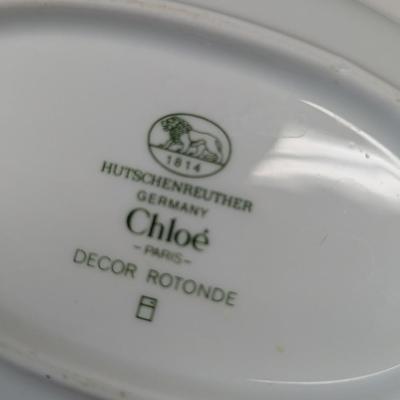 1814
HUTSCHENREUTHER
GERMANY
Chloé
- PARIS -
DECOR ROTONDE